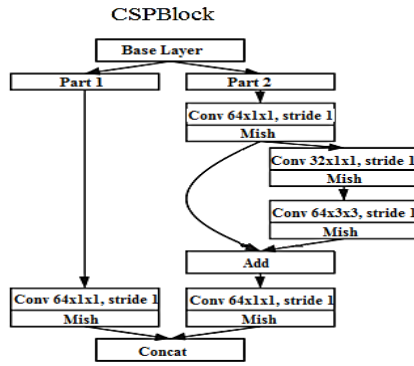 CSPBlock
Base Layer
Part 1
Part 2
Conv 64x1x1, stride 1
Mish
Conv 32x1x1, stride 1
Mish
Conv 64x3x3, stride 1
Mish
Add
Conv 64x1x1, stride 1
Mish
Conv 64x1x1, stride 1
Mish
Concat